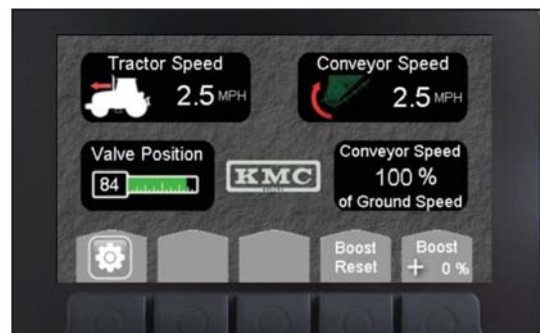 Tractor Speed
2.5 MPH
Conveyor Speed
2.5 MPH
Valve Position
84
KMC
Conveyor Speed
100 %
of Ground Speed
Boost
Reset
Boost
+ 0 %